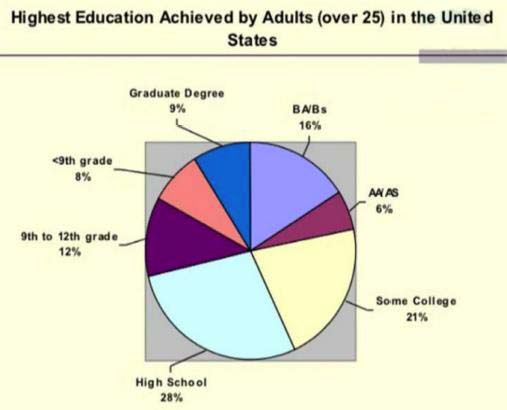 Highest Education Achieved by Adults (over 25) in the United
States
Graduate Degree
9%
BA/Bs
16%
<9th grade
8%
AA/AS
6%
9th to 12th grade
12%
Some College
21%
High School
28%